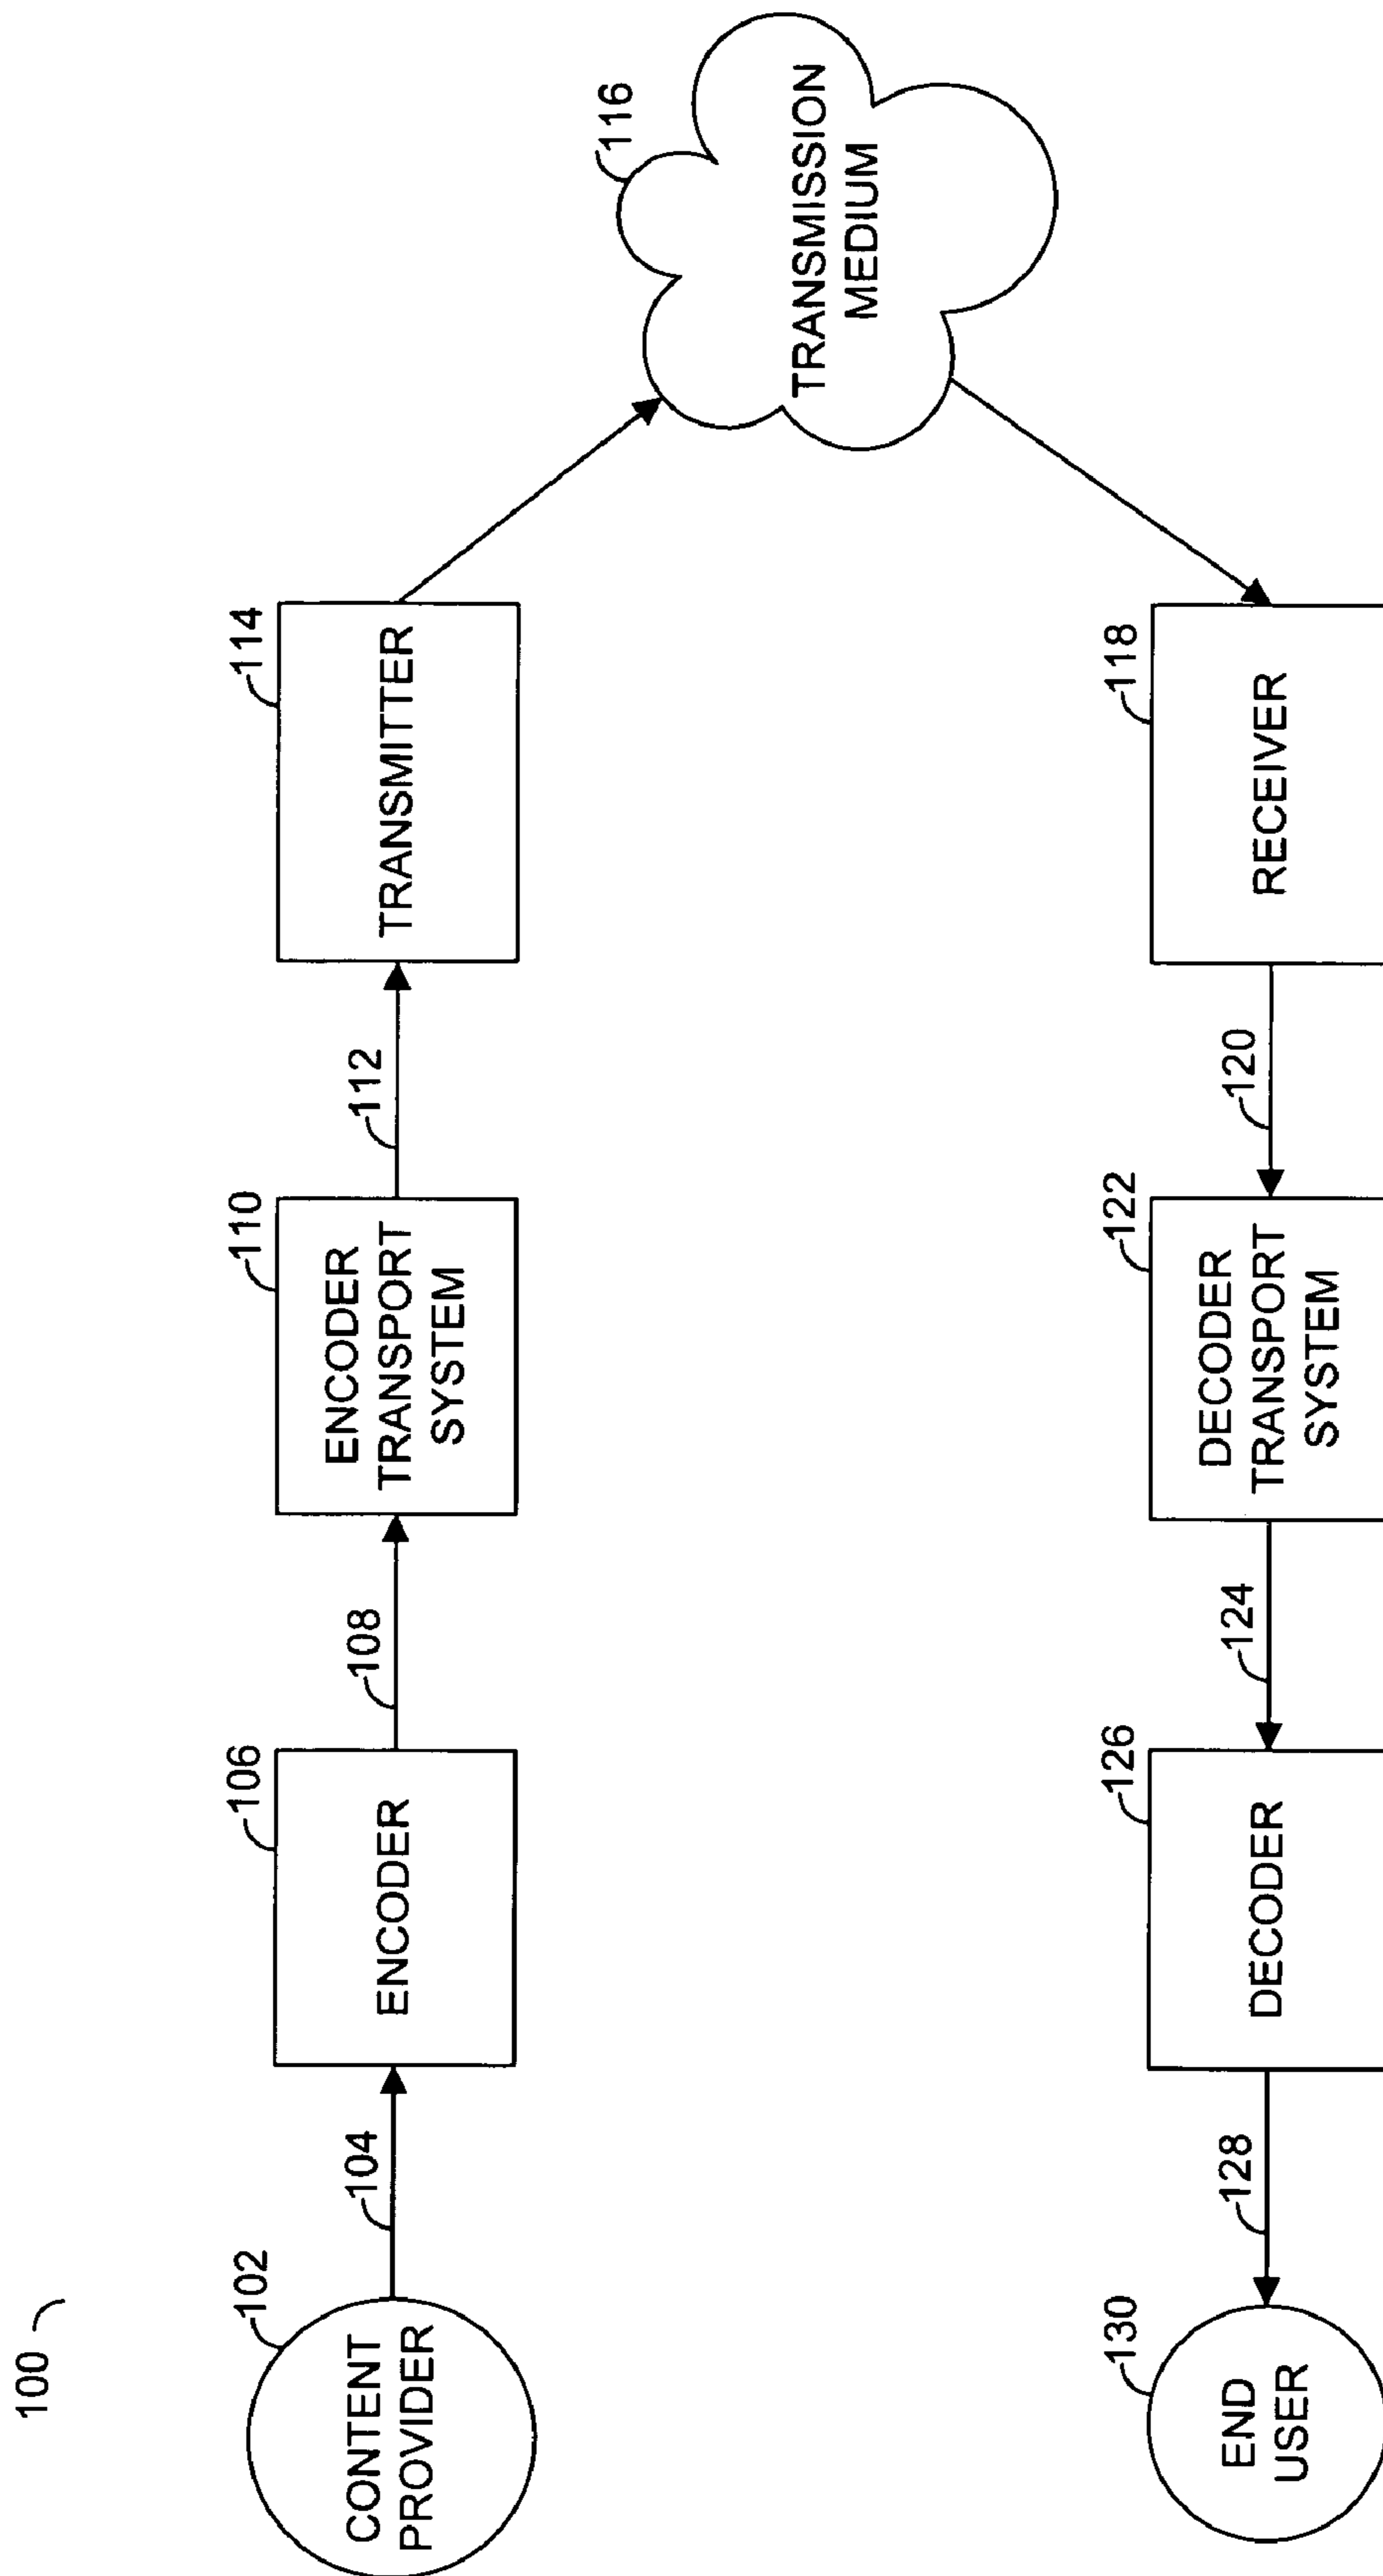 100
102
CONTENT
PROVIDER
104
106
ENCODER
108
110
ENCODER
TRANSPORT
SYSTEM
112
114
TRANSMITTER
116
TRANSMISSION
MEDIUM
118
RECEIVER
120
122
DECODER
TRANSPORT
SYSTEM
124
126
DECODER
128
130
END
USER